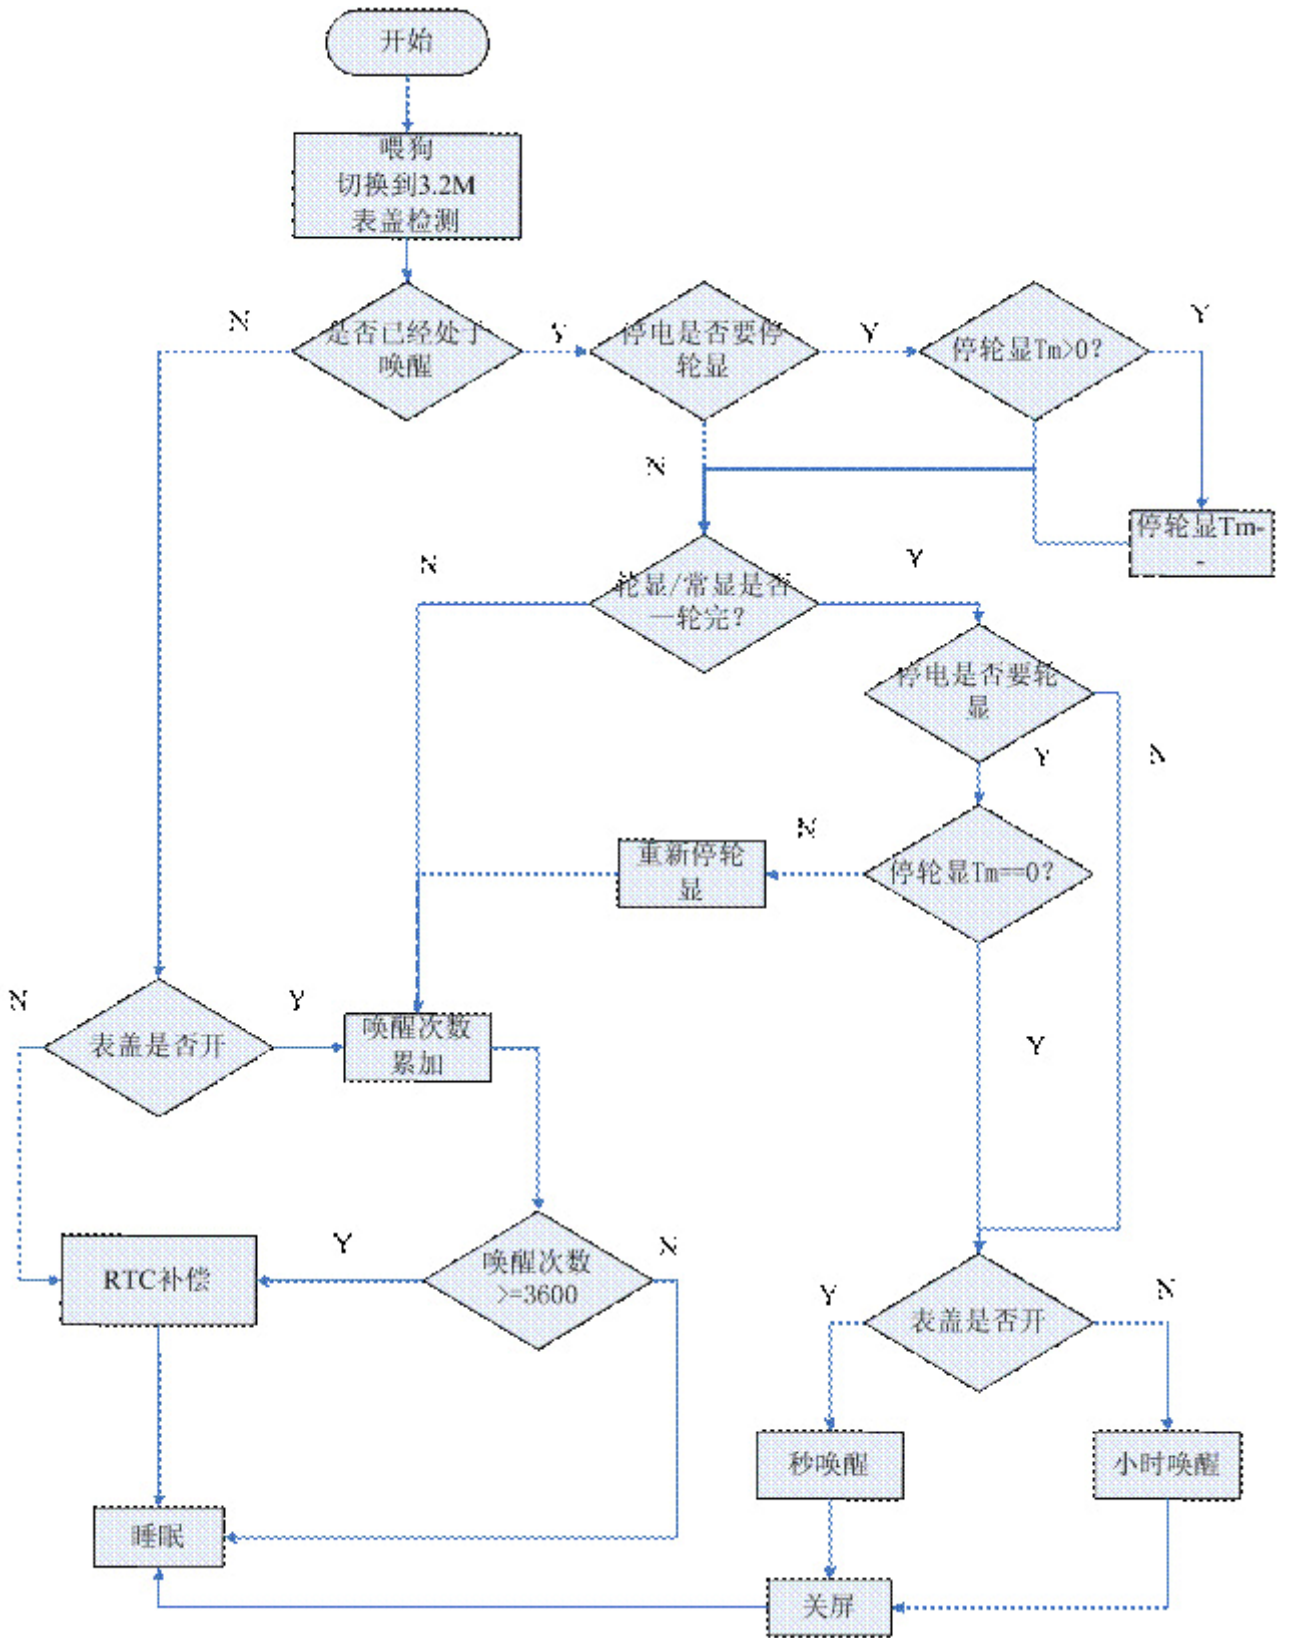 开始
喂狗
切换到3.2M
表盖检测
N
是否已经处于
唤醒
Y
停电是否要停
轮显
Y
停轮显Tm>0?
Y
N
停轮显Tm-
-
N
轮显/常显是否
一轮完?
Y
停电是否要轮
显
Y
N
重新停轮
显
N
停轮显Tm==0?
N
表盖是否开
Y
唤醒次数
累加
Y
RTC补偿
Y
唤醒次数
>=3600
N
Y
表盖是否开
N
秒唤醒
小时唤醒
睡眠
关屏